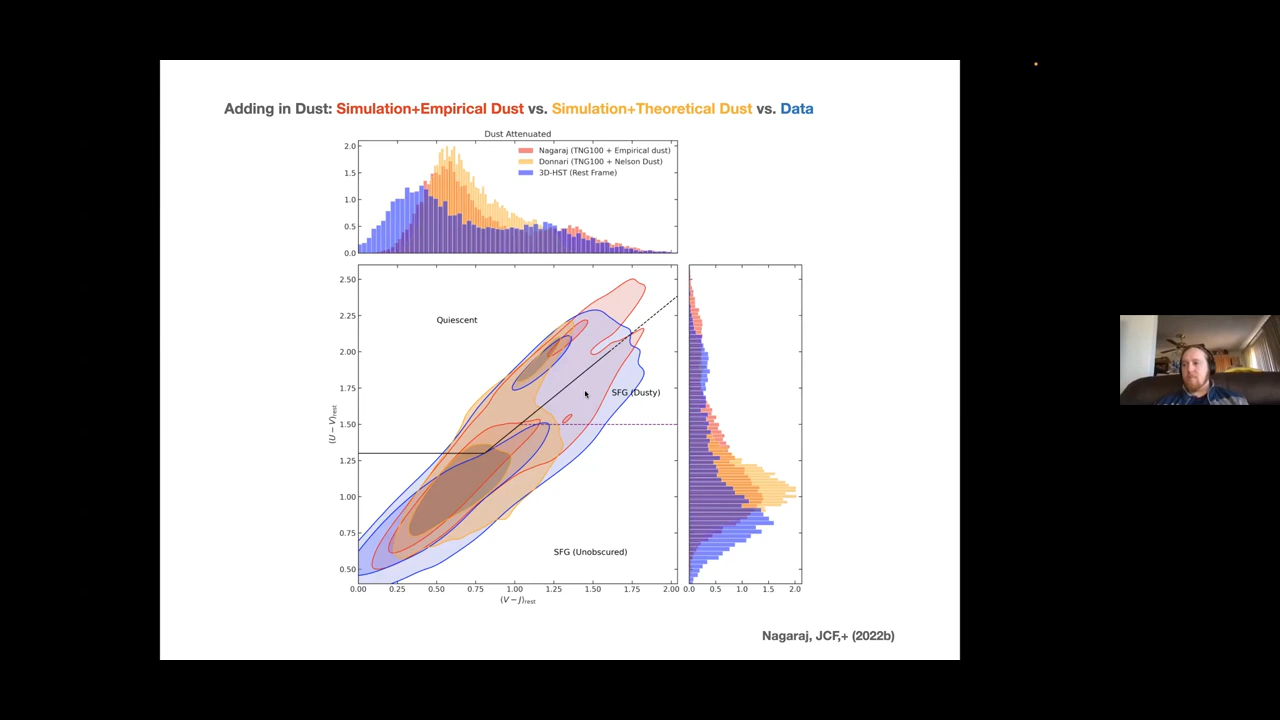 Adding in Dust: Simulation+Empirical Dust vs. Simulation+Theoretical Dust vs. Data
Dust Attenuated
2.0
1.5
1.0
0.5
0.0
Nagaraj (TNG100 + Empirical dust)
Donnari (TNG100 + Nelson Dust)
3D-HST (Rest Frame)
2.50
2.25
2.00
1.75
1.50
1.25
1.00
0.75
0.50
(U − V)rest
Quiescent
SFG (Dusty)
SFG (Unobscured)
0.00 0.25 0.50 0.75 1.00 1.25 1.50 1.75 2.00
(V − J)rest
0.0 0.5 1.0 1.5 2.0
Nagaraj, JCF,+ (2022b)